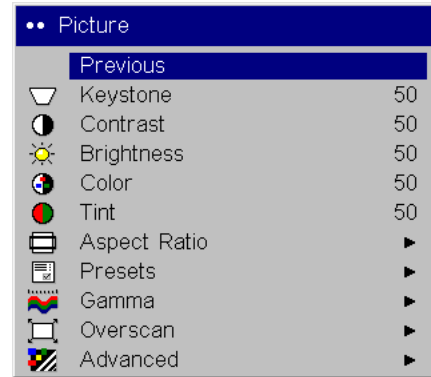 •• Picture
Previous
Keystone 50
Contrast 50
Brightness 50
Color 50
Tint 50
Aspect Ratio ►
Presets ►
Gamma ►
Overscan ►
Advanced ►